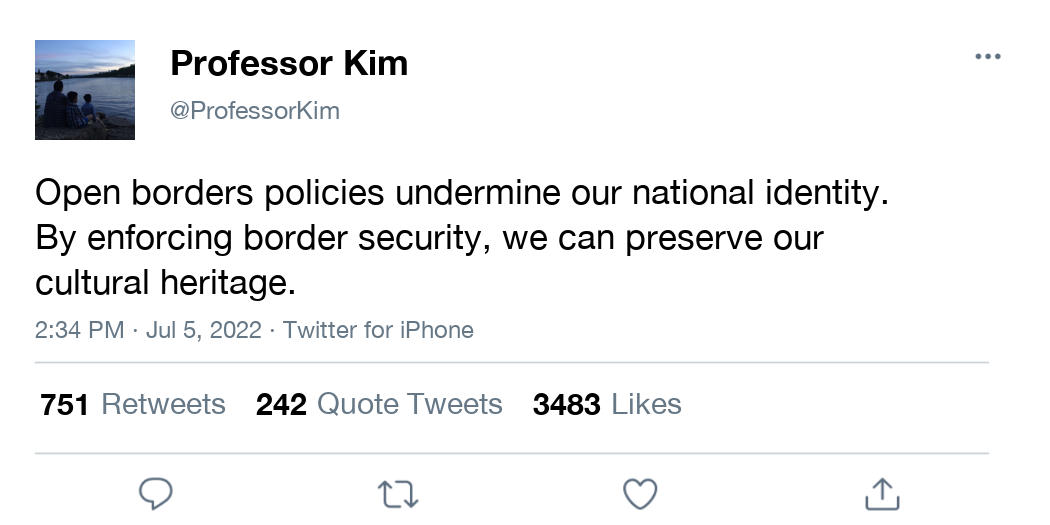 Professor Kim
@ProfessorKim
Open borders policies undermine our national identity.
By enforcing border security, we can preserve our
cultural heritage.
2:34 PM · Jul 5, 2022 · Twitter for iPhone
751 Retweets 242 Quote Tweets 3483 Likes